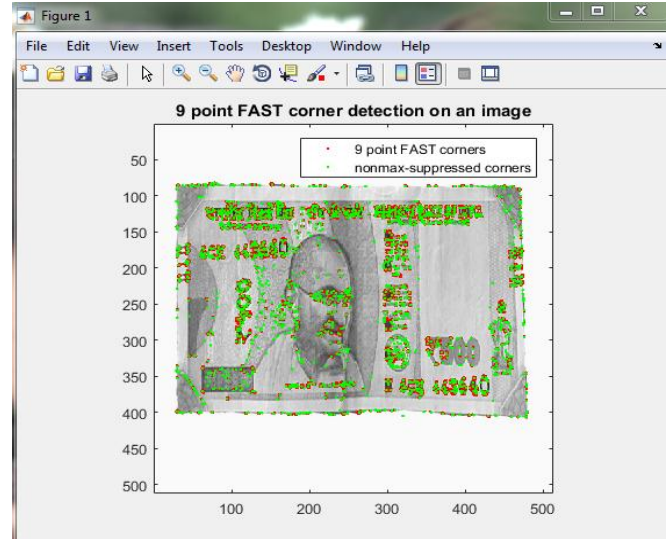 Figure 1
File Edit View Insert Tools Desktop Window Help
9 point FAST corner detection on an image
9 point FAST corners
nonmax-suppressed corners
50
100
150
200
250
300
350
400
450
500
100 200 300 400 500